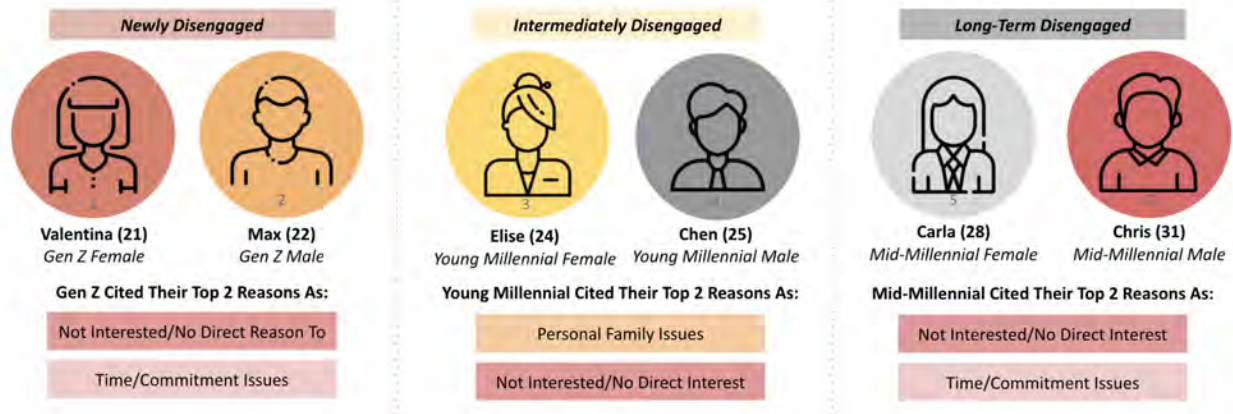 Newly Disengaged
1
2
Valentina (21)
Gen Z Female
Max (22)
Gen Z Male
Gen Z Cited Their Top 2 Reasons As:
Not Interested/No Direct Reason To
Time/Commitment Issues
Intermediately Disengaged
3
Elise (24)
Young Millennial Female
Chen (25)
Young Millennial Male
Young Millennial Cited Their Top 2 Reasons As:
Personal Family Issues
Not Interested/No Direct Interest
Long-Term Disengaged
5
Carla (28)
Mid-Millennial Female
Chris (31)
Mid-Millennial Male
Mid-Millennial Cited Their Top 2 Reasons As:
Not Interested/No Direct Interest
Time/Commitment Issues